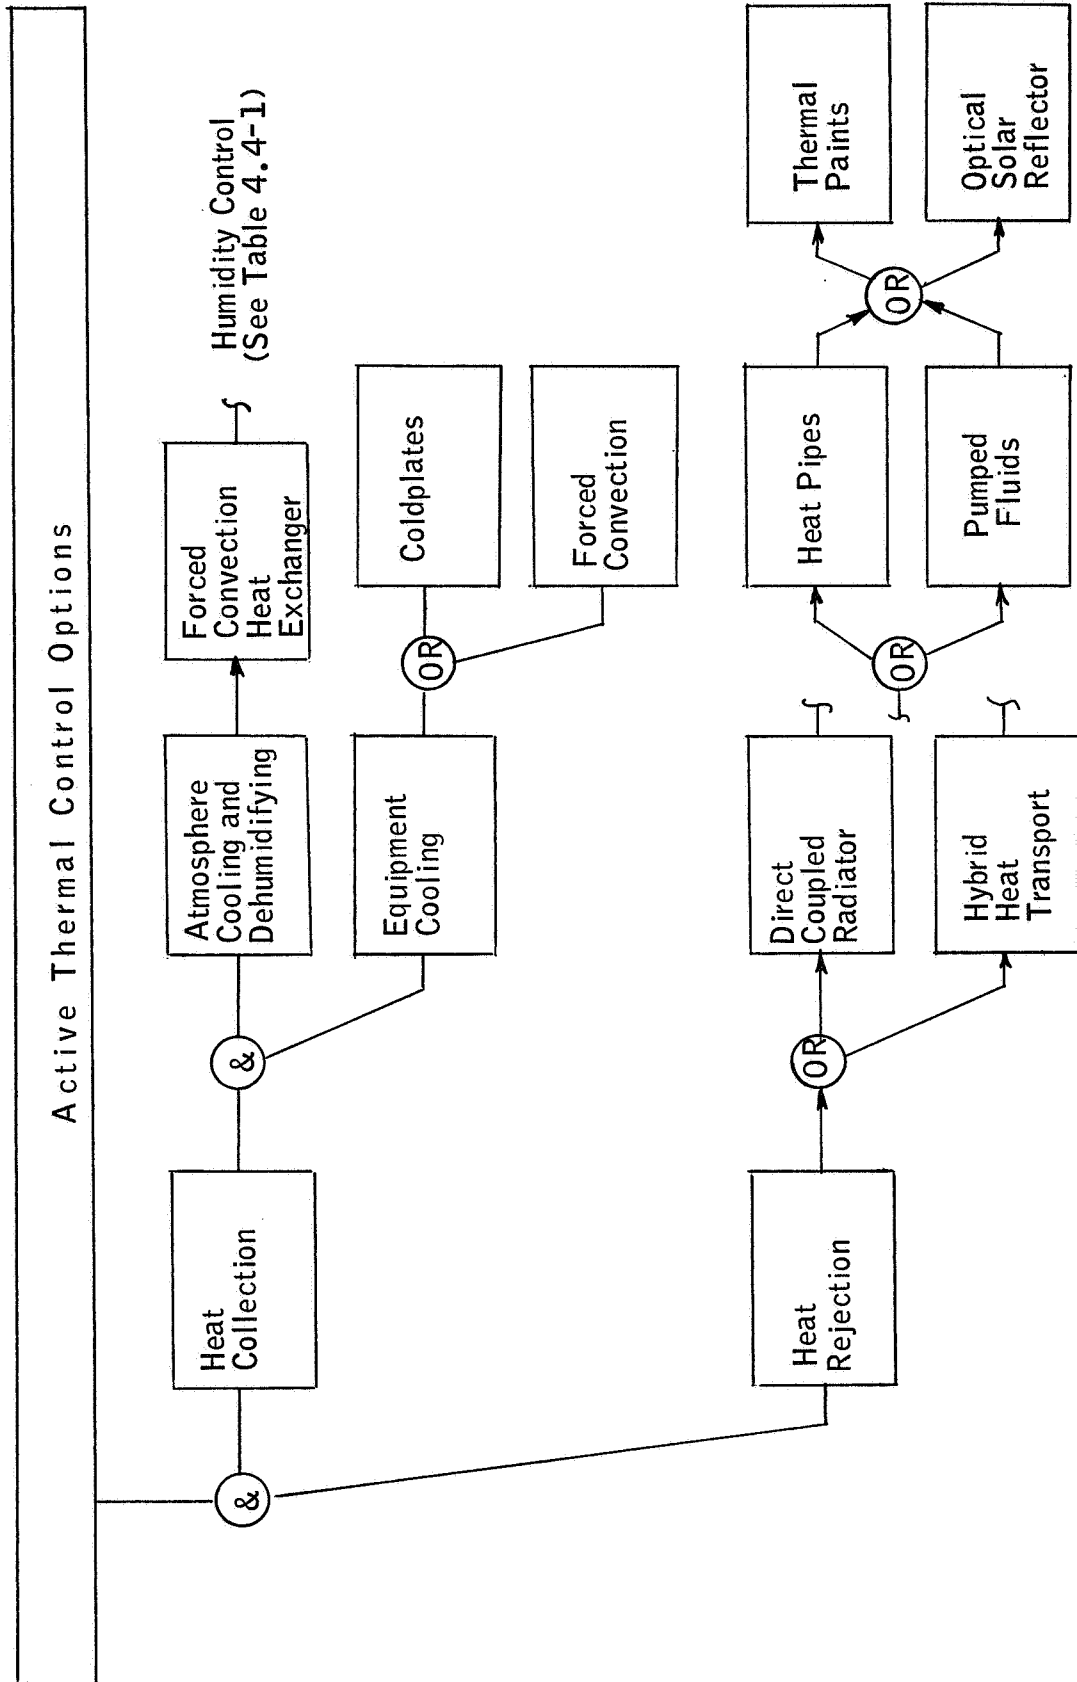 Active Thermal Control Options
&
Heat
Collection
&
Atmosphere
Cooling and
Dehumidifying
Forced
Convection
Heat
Exchanger
Humidity Control
(See Table 4.4-1)
Equipment
Cooling
OR
Coldplates
Forced
Convection
Heat
Rejection
OR
Direct
Coupled
Radiator
Hybrid
Heat
Transport
OR
Heat Pipes
Pumped
Fluids
OR
Thermal
Paints
Optical
Solar
Reflector